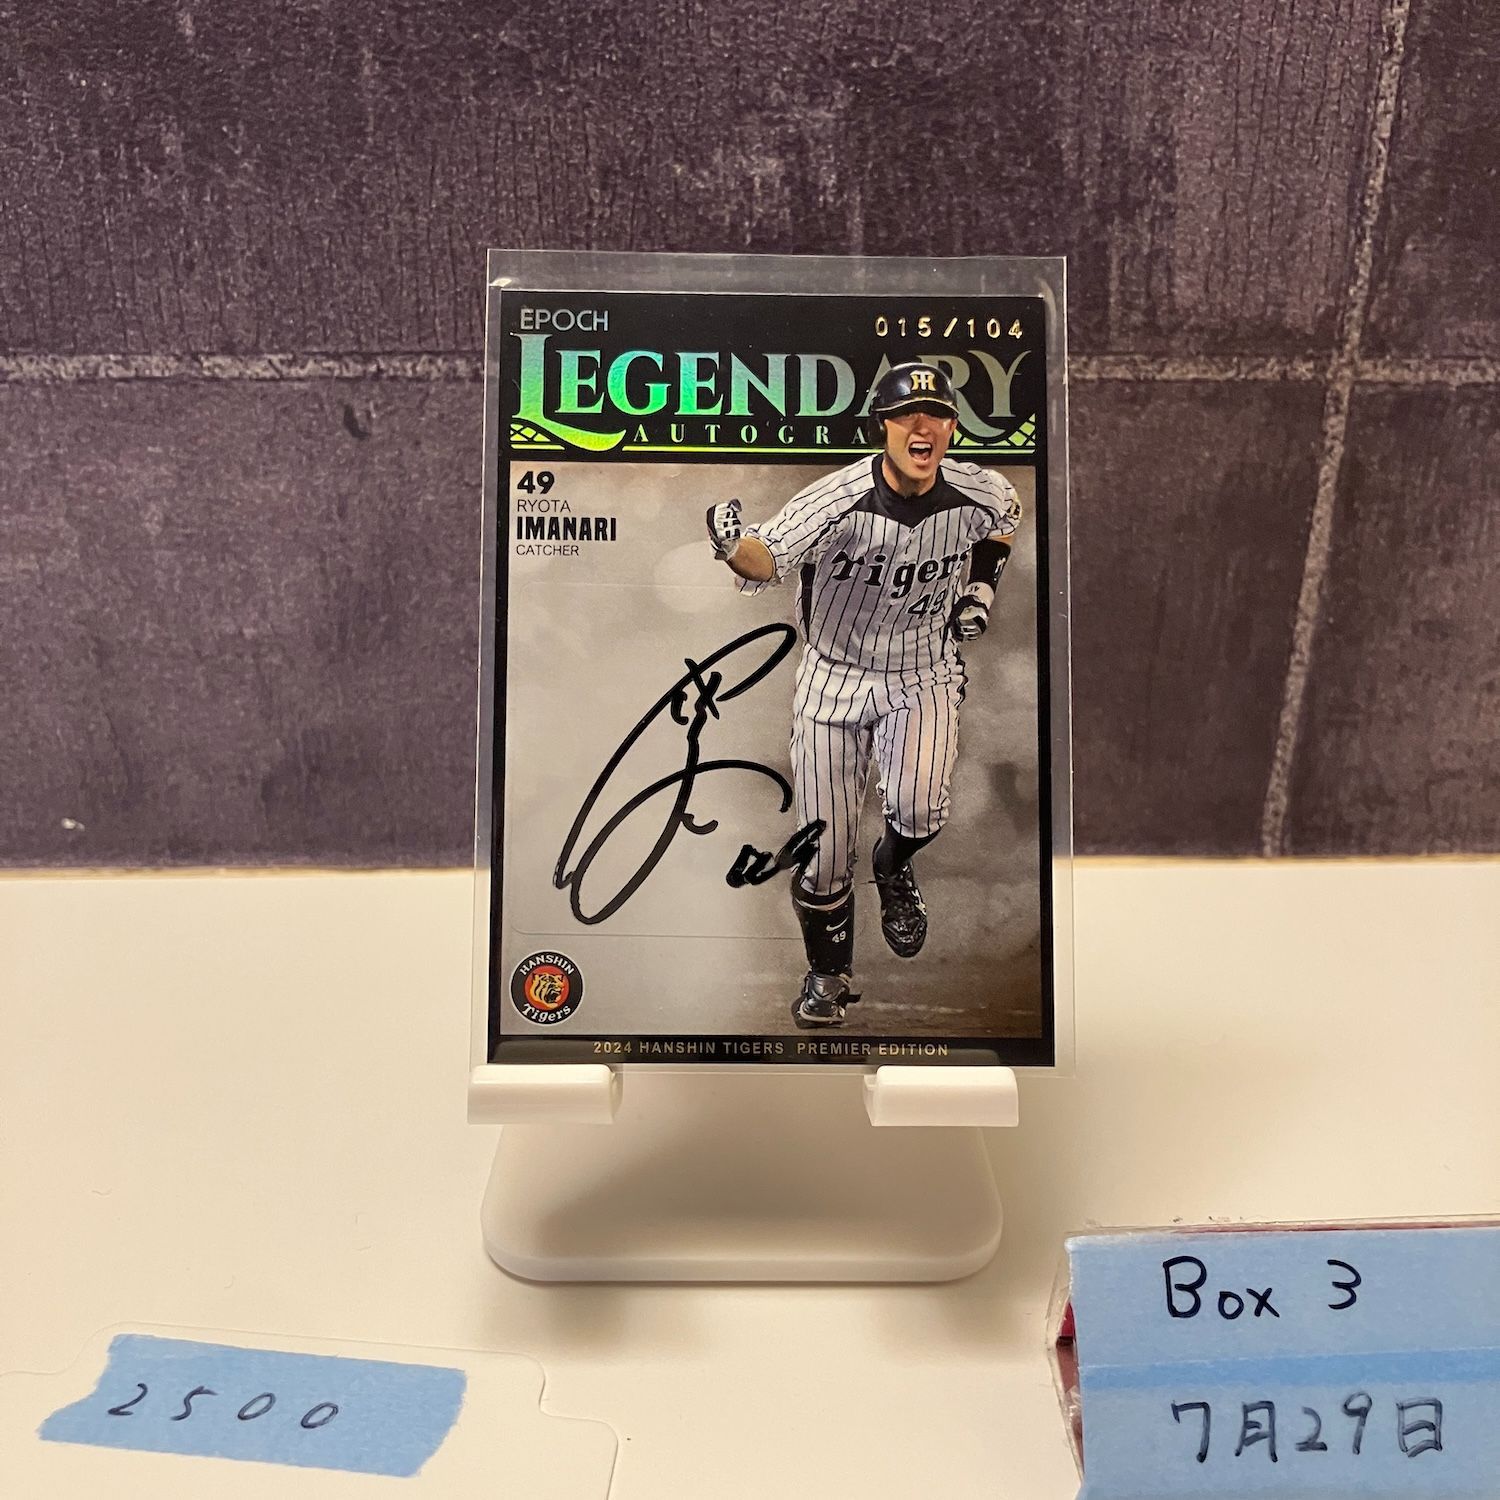 EPOCH
015/104
LEGENDARY
AUTOGRA
49
RYOTA
IMANARI
CATCHER
Tigers
49
49
HANSHIN
Tigers
2024 HANSHIN TIGERS PREMIER EDITION
Box 3
7月29日
2500